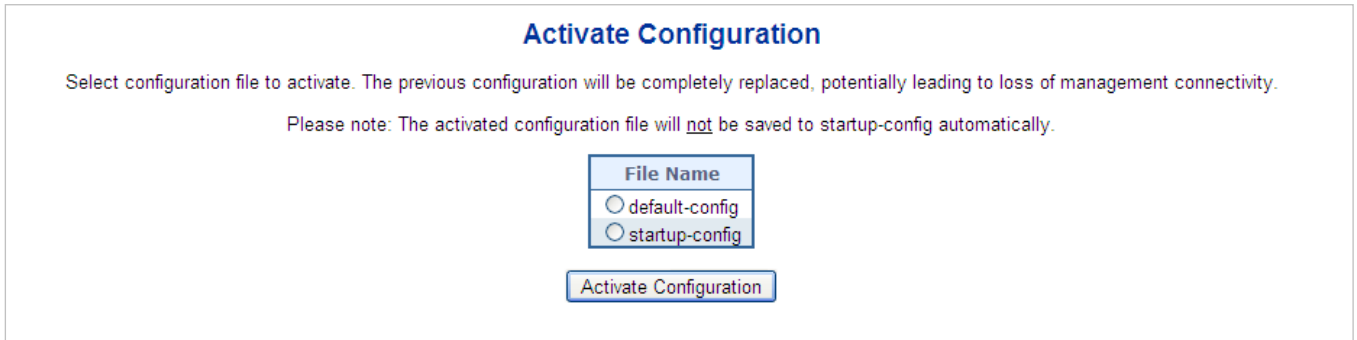 Activate Configuration
Select configuration file to activate. The previous configuration will be completely replaced, potentially leading to loss of management connectivity.
Please note: The activated configuration file will not be saved to startup-config automatically.
File Name
default-config
startup-config
Activate Configuration